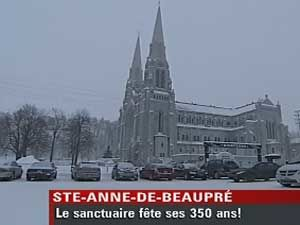 STE-ANNE-DE-BEAUPRÉ
Le sanctuaire fête ses 350 ans!